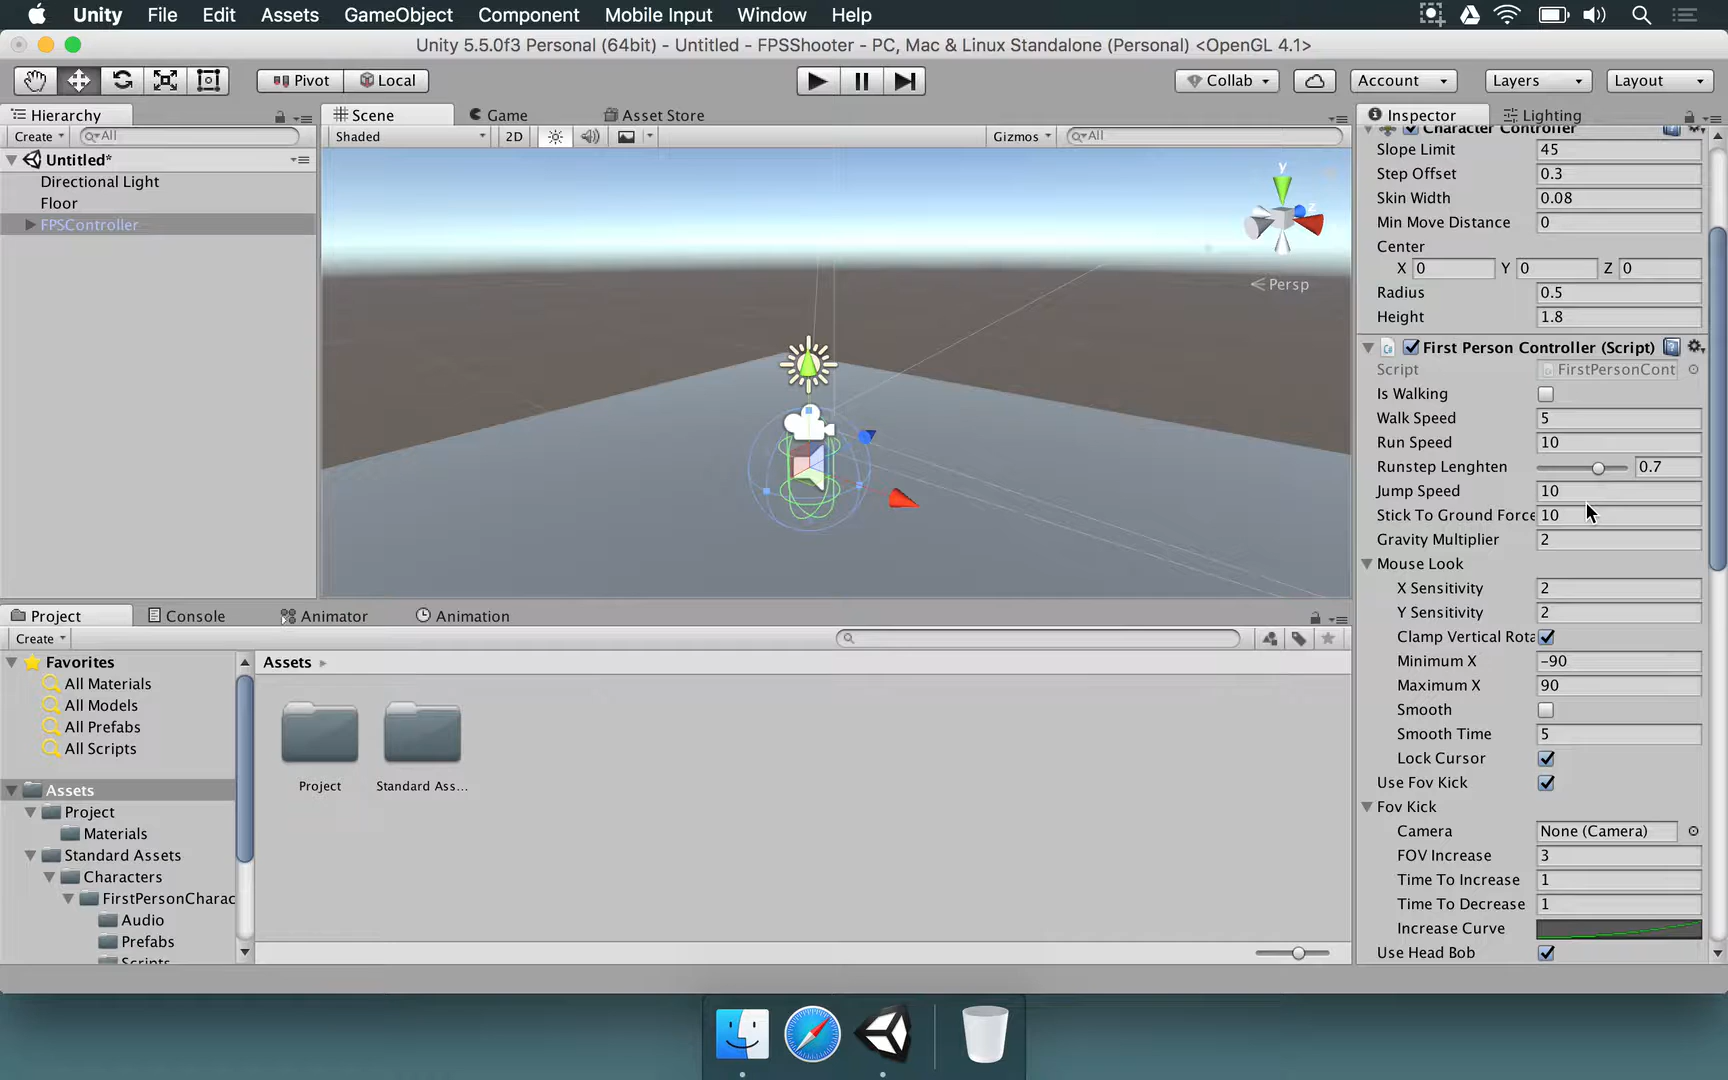 Unity File Edit Assets GameObject Component Mobile Input Window Help
Unity 5.5.0f3 Personal (64bit) - Untitled - FPSShooter - PC, Mac & Linux Standalone (Personal) <OpenGL 4.1>
Pivot Local Collab Account Layers Layout
Hierarchy
Create All
Untitled*
Directional Light
Floor
FPSController
Scene Game Asset Store
Shaded 2D Gizmos All
y
z
Persp
Inspector Lighting
Character Controller
Slope Limit 45
Step Offset 0.3
Skin Width 0.08
Min Move Distance 0
Center
X 0 Y 0 Z 0
Radius 0.5
Height 1.8
First Person Controller (Script)
Script FirstPersonCont
Is Walking
Walk Speed 5
Run Speed 10
Runstep Lenghten 0.7
Jump Speed 10
Stick To Ground Force 10
Gravity Multiplier 2
Mouse Look
X Sensitivity 2
Y Sensitivity 2
Clamp Vertical Rota
Minimum X -90
Maximum X 90
Smooth
Smooth Time 5
Lock Cursor
Use Fov Kick
Fov Kick
Camera None (Camera)
FOV Increase 3
Time To Increase 1
Time To Decrease 1
Increase Curve
Use Head Bob
Project Console Animator Animation
Create
Favorites
All Materials
All Models
All Prefabs
All Scripts
Assets
Project
Materials
Standard Assets
Characters
FirstPersonCharac
Audio
Prefabs
Scripts
Assets
Project Standard Ass...